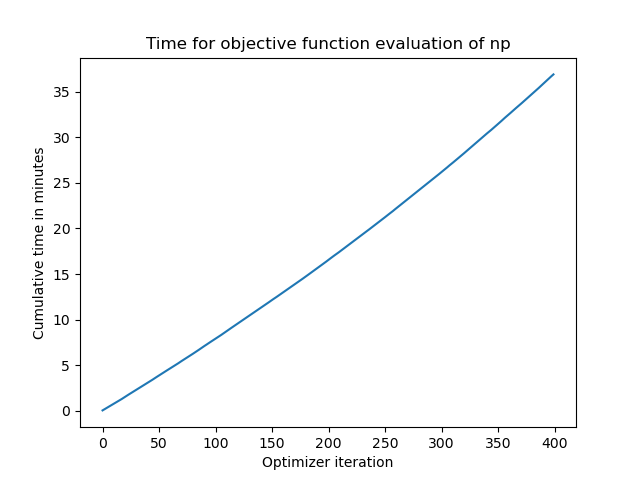 Time for objective function evaluation of np
Cumulative time in minutes
35
30
25
20
15
10
5
0
0 50 100 150 200 250 300 350 400
Optimizer iteration